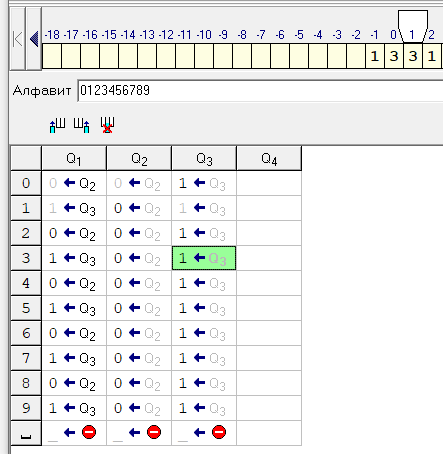 -18 -17 -16 -15 -14 -13 -12 -11 -10 -9 -8 -7 -6 -5 -4 -3 -2 -1 0 1 2
1 3 3 1
Алфавит 0123456789
Q1 Q2 Q3 Q4
0 0 ← Q2 0 ← Q2 1 ← Q3
1 1 ← Q3 0 ← Q2 1 ← Q3
2 0 ← Q2 0 ← Q2 1 ← Q3
3 1 ← Q3 0 ← Q2 1 ← Q3
4 0 ← Q2 0 ← Q2 1 ← Q3
5 1 ← Q3 0 ← Q2 1 ← Q3
6 0 ← Q2 0 ← Q2 1 ← Q3
7 1 ← Q3 0 ← Q2 1 ← Q3
8 0 ← Q2 0 ← Q2 1 ← Q3
9 1 ← Q3 0 ← Q2 1 ← Q3
␣ _ ← _ ← _ ←